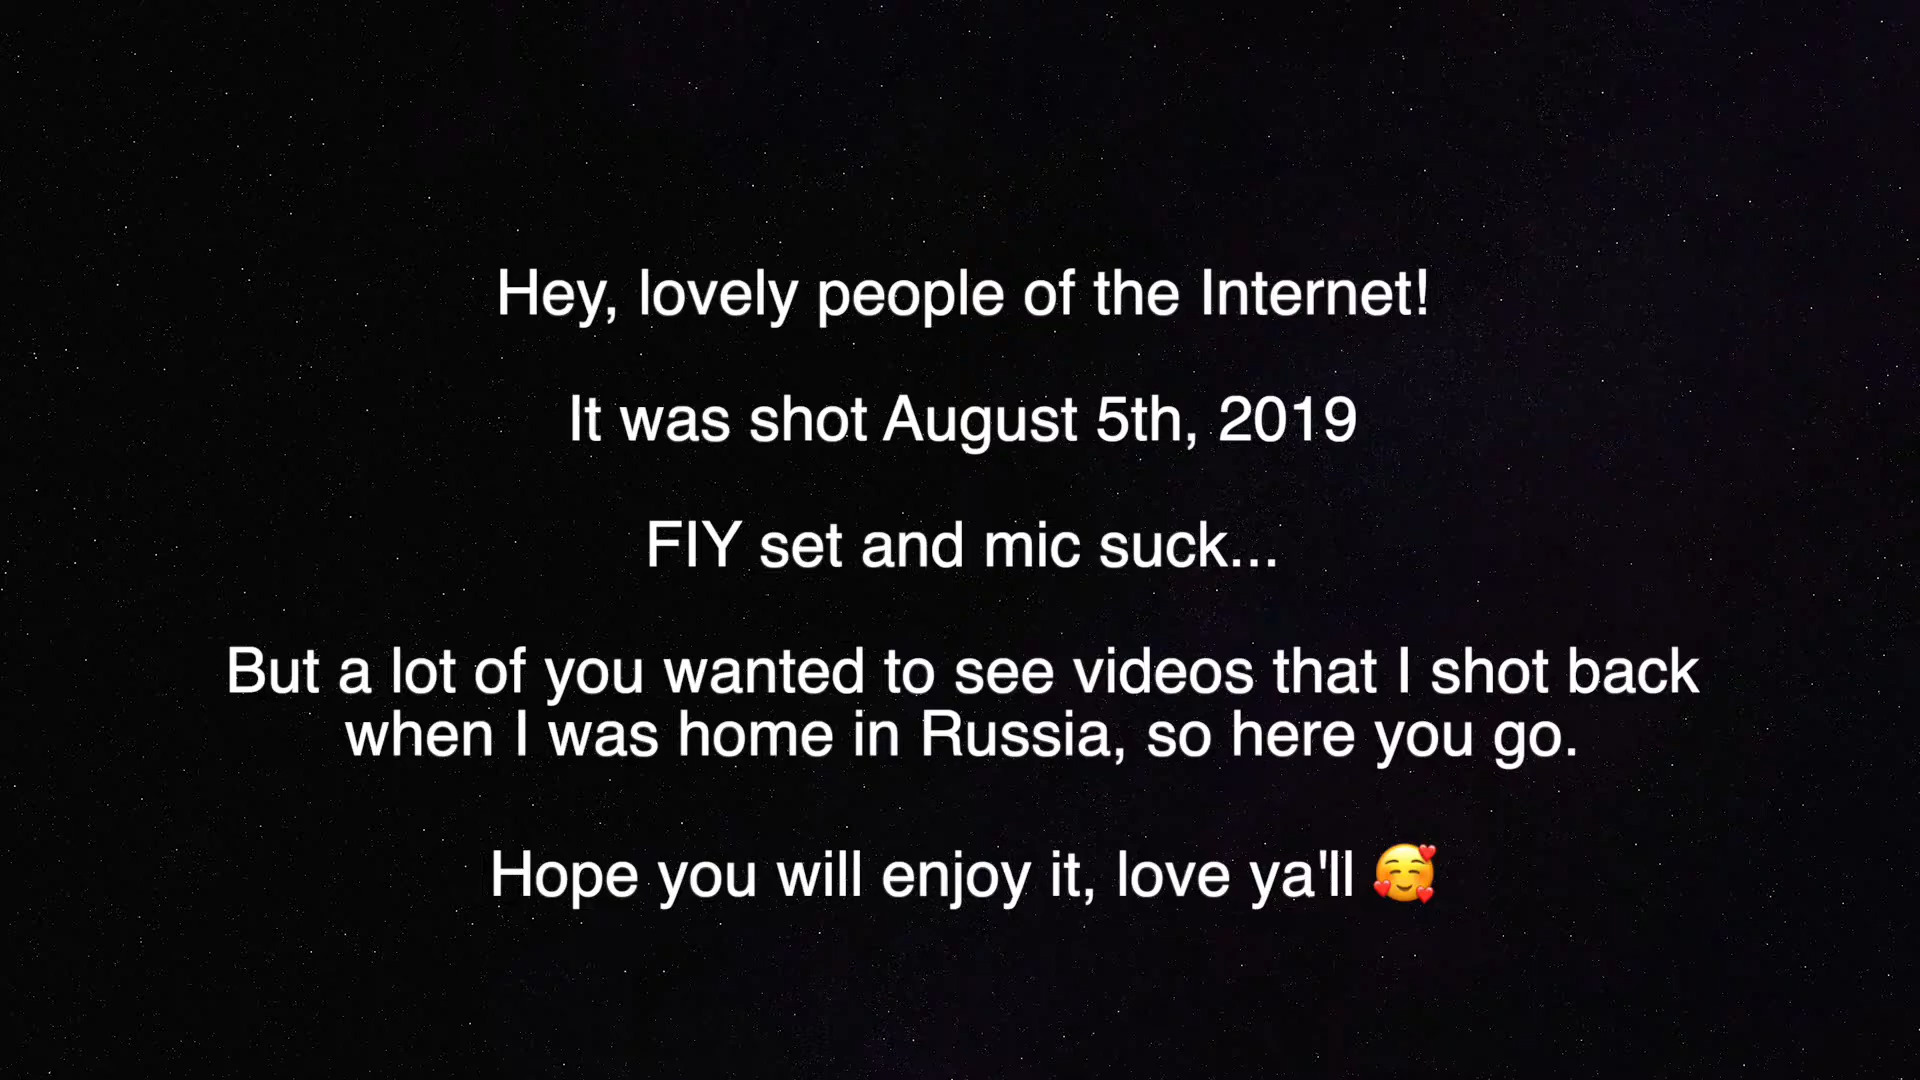 Hey, lovely people of the Internet!
It was shot August 5th, 2019
FIY set and mic suck...
But a lot of you wanted to see videos that I shot back
when I was home in Russia, so here you go.
Hope you will enjoy it, love ya'll 🥰